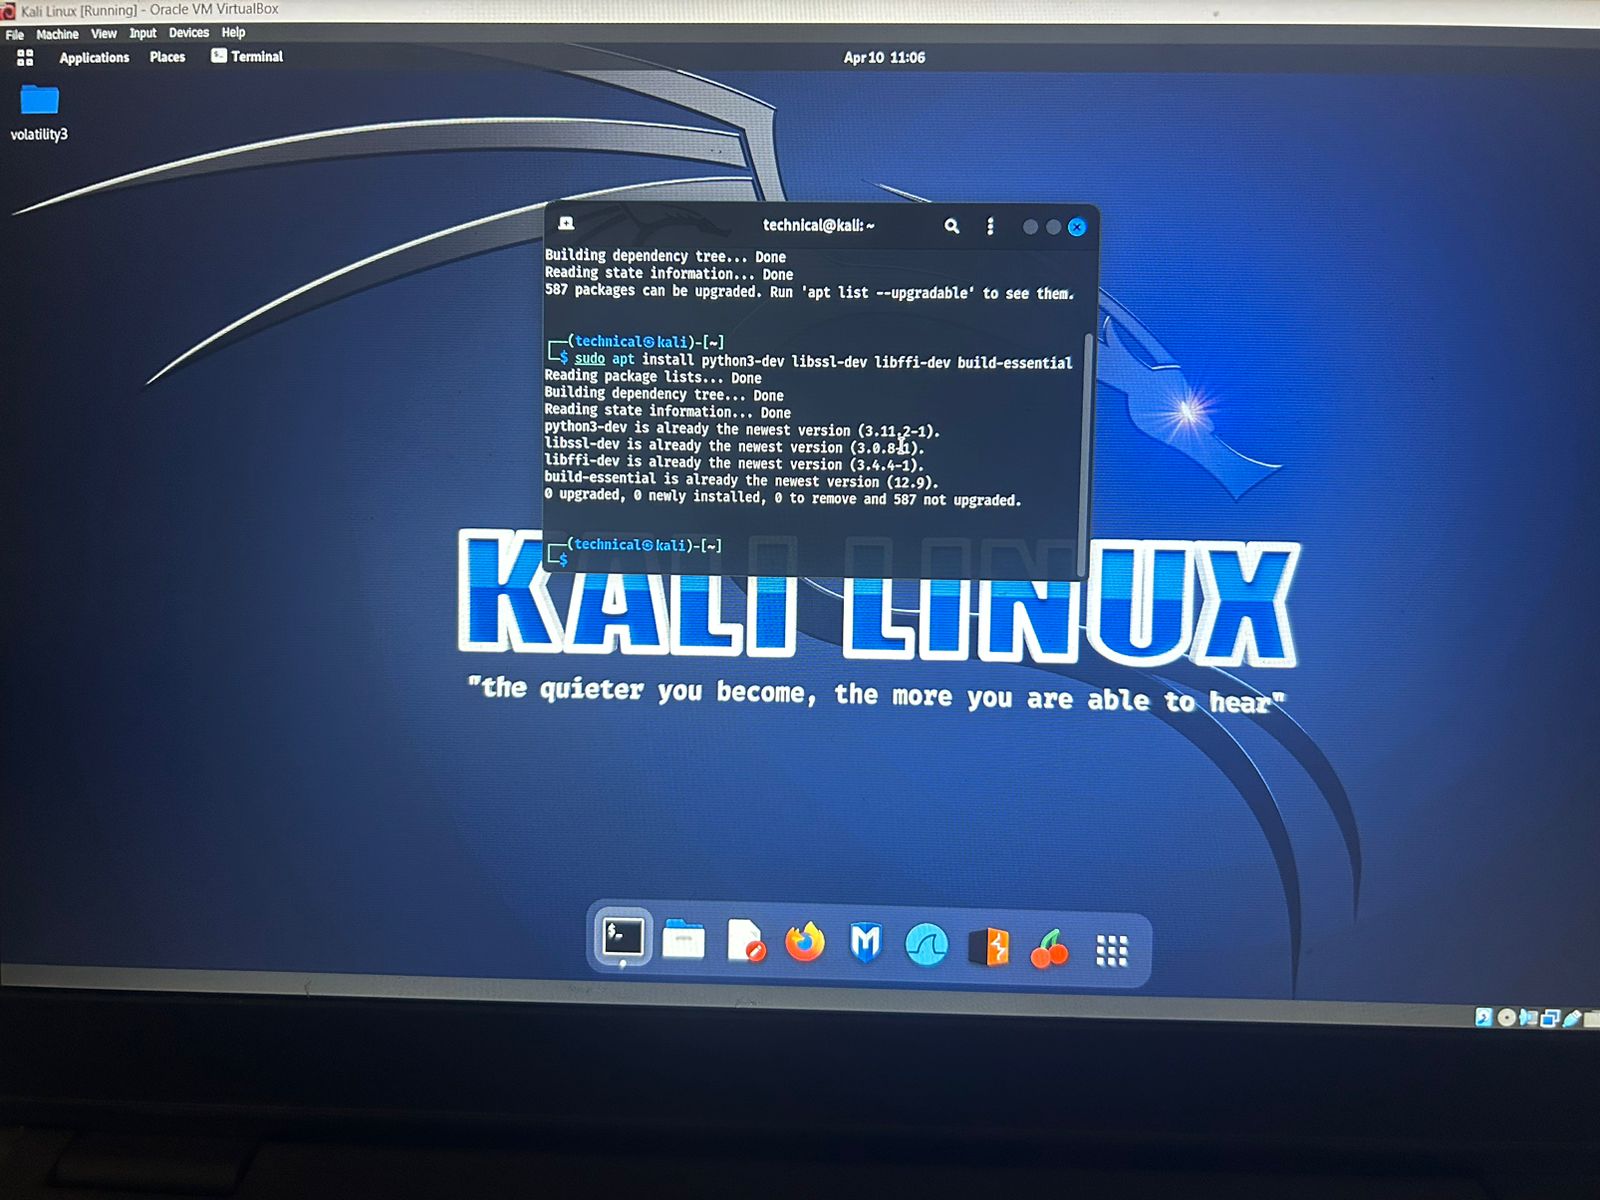 Kali Linux [Running] - Oracle VM VirtualBox
File Machine View Input Devices Help
Applications Places Terminal Apr 10 11:06
volatility3
technical@kali: ~
Building dependency tree... Done
Reading state information... Done
587 packages can be upgraded. Run 'apt list --upgradable' to see them.
┌──(technical㉿kali)-[~]
└─$ sudo apt install python3-dev libssl-dev libffi-dev build-essential
Reading package lists... Done
Building dependency tree... Done
Reading state information... Done
python3-dev is already the newest version (3.11.2-1).
libssl-dev is already the newest version (3.0.8-1).
libffi-dev is already the newest version (3.4.4-1).
build-essential is already the newest version (12.9).
0 upgraded, 0 newly installed, 0 to remove and 587 not upgraded.
┌──(technical㉿kali)-[~]
└─$
KALI LINUX
"the quieter you become, the more you are able to hear"